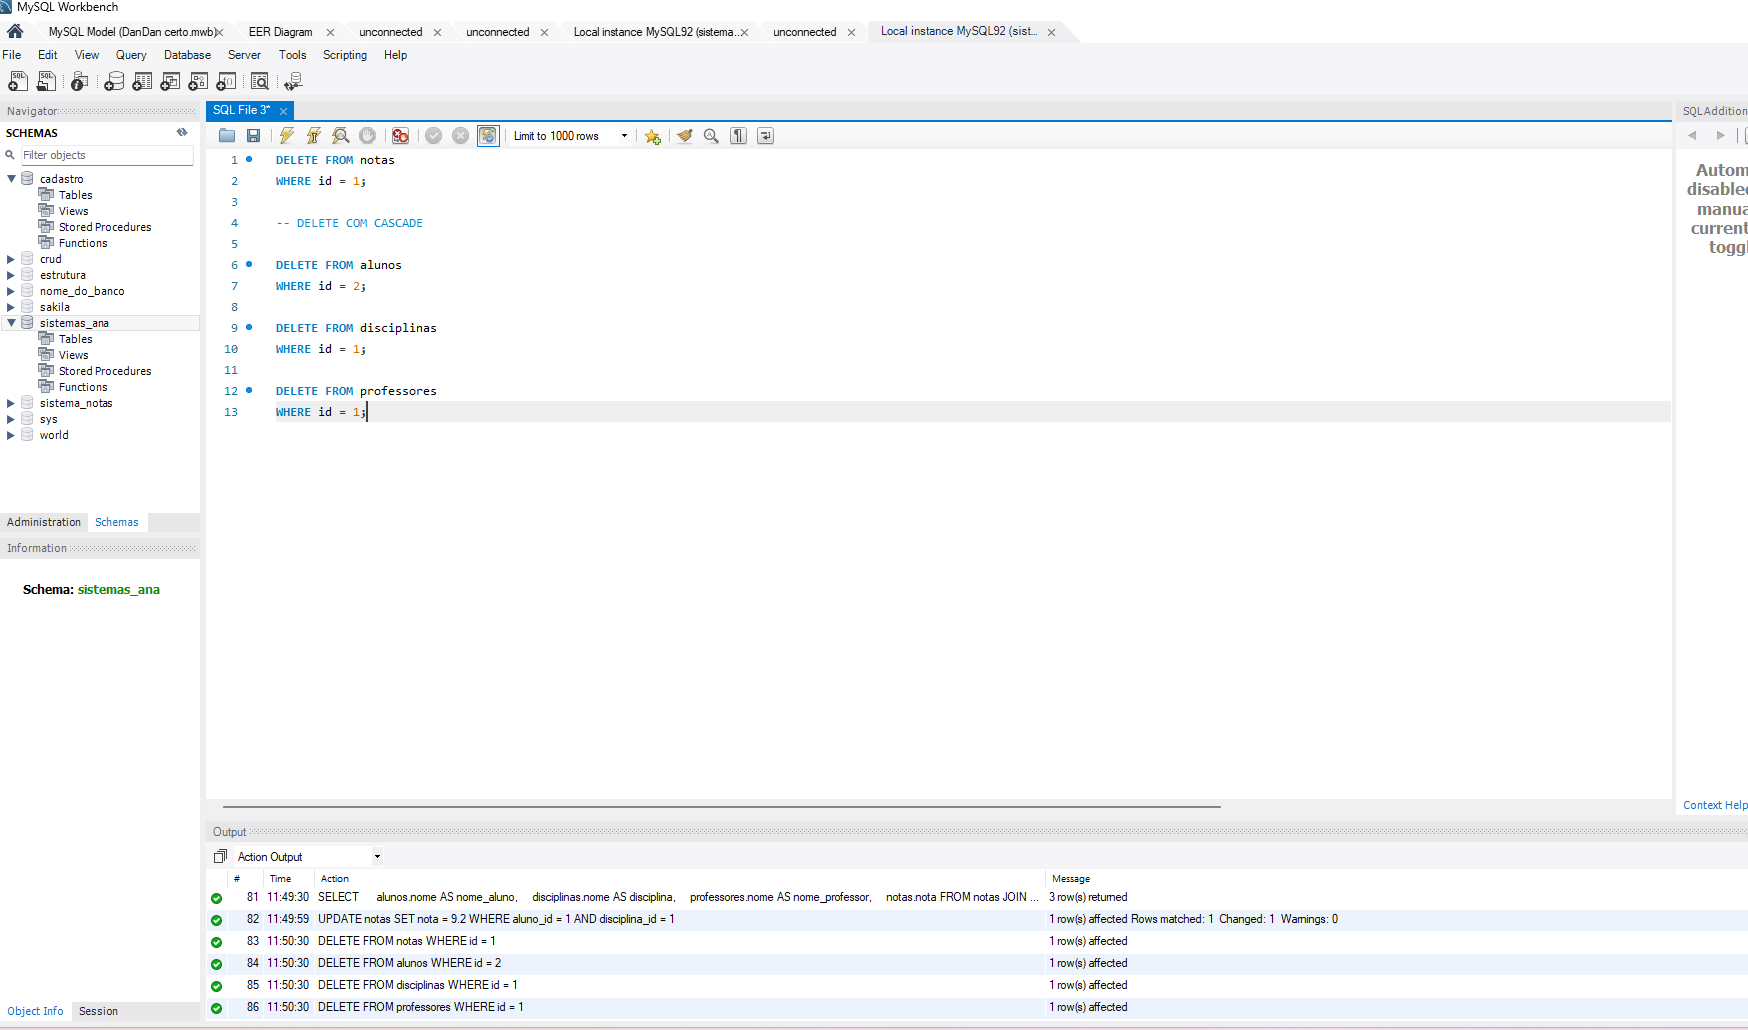 MySQL Workbench
MySQL Model (DanDan certo.mwb)
EER Diagram
unconnected
unconnected
Local instance MySQL92 (sistema...
unconnected
Local instance MySQL92 (sist...
File Edit View Query Database Server Tools Scripting Help
Navigator
SCHEMAS
Filter objects
cadastro
Tables
Views
Stored Procedures
Functions
crud
estrutura
nome_do_banco
sakila
sistemas_ana
Tables
Views
Stored Procedures
Functions
sistema_notas
sys
world
Administration Schemas
Information
Schema: sistemas_ana
Object Info Session
SQL File 3*
Limit to 1000 rows
1 DELETE FROM notas
2 WHERE id = 1;
3
4 -- DELETE COM CASCADE
5
6 DELETE FROM alunos
7 WHERE id = 2;
8
9 DELETE FROM disciplinas
10 WHERE id = 1;
11
12 DELETE FROM professores
13 WHERE id = 1;
SQLAddition
Autom
disabled
manua
current
toggl
Context Help
Output
Action Output
# Time Action Message
81 11:49:30 SELECT alunos.nome AS nome_aluno, disciplinas.nome AS disciplina, professores.nome AS nome_professor, notas.nota FROM notas JOIN ... 3 row(s) returned
82 11:49:59 UPDATE notas SET nota = 9.2 WHERE aluno_id = 1 AND disciplina_id = 1 1 row(s) affected Rows matched: 1 Changed: 1 Warnings: 0
83 11:50:30 DELETE FROM notas WHERE id = 1 1 row(s) affected
84 11:50:30 DELETE FROM alunos WHERE id = 2 1 row(s) affected
85 11:50:30 DELETE FROM disciplinas WHERE id = 1 1 row(s) affected
86 11:50:30 DELETE FROM professores WHERE id = 1 1 row(s) affected